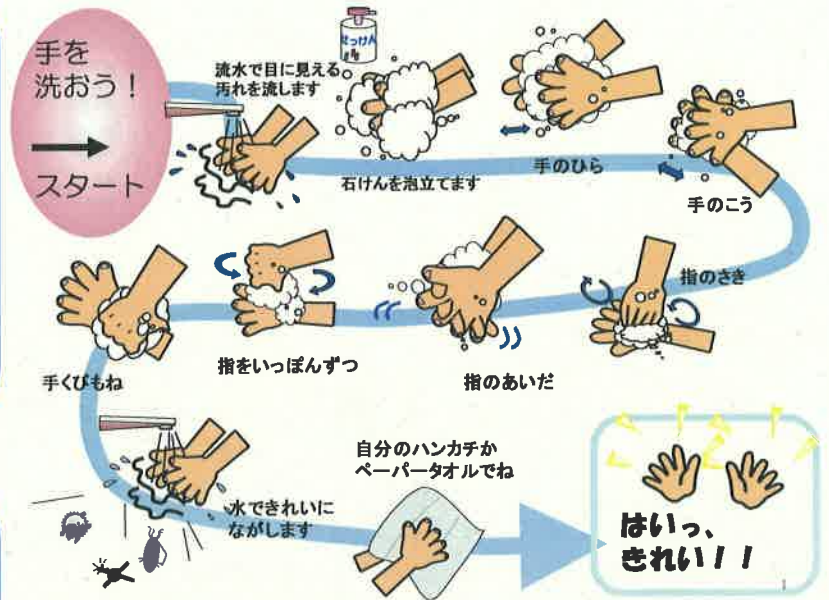 手を
洗おう！
スタート
流水で目に見える
汚れを流します
せっけん
石けんを泡立てます
手のひら
手のこう
指のさき
指のあいだ
指をいっぽんずつ
手くびもね
水できれいに
ながします
自分のハンカチか
ペーパータオルでね
はいっ、
きれい！！